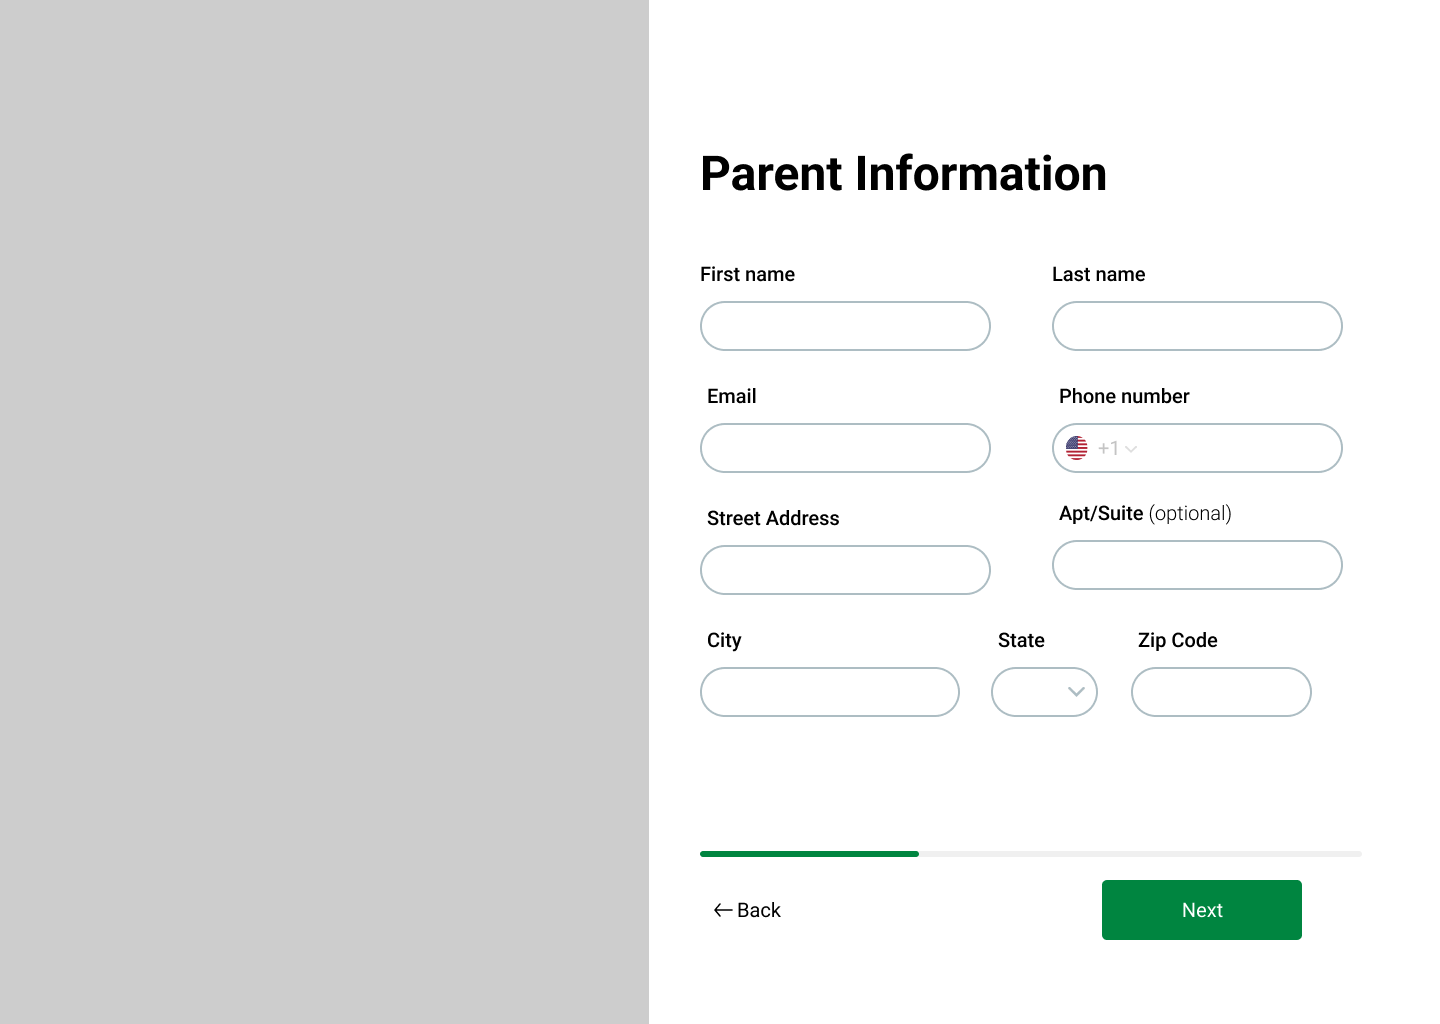 Parent Information
First name
Last name
Email
Phone number
+1
Street Address
Apt/Suite (optional)
City
State
Zip Code
Back
Next